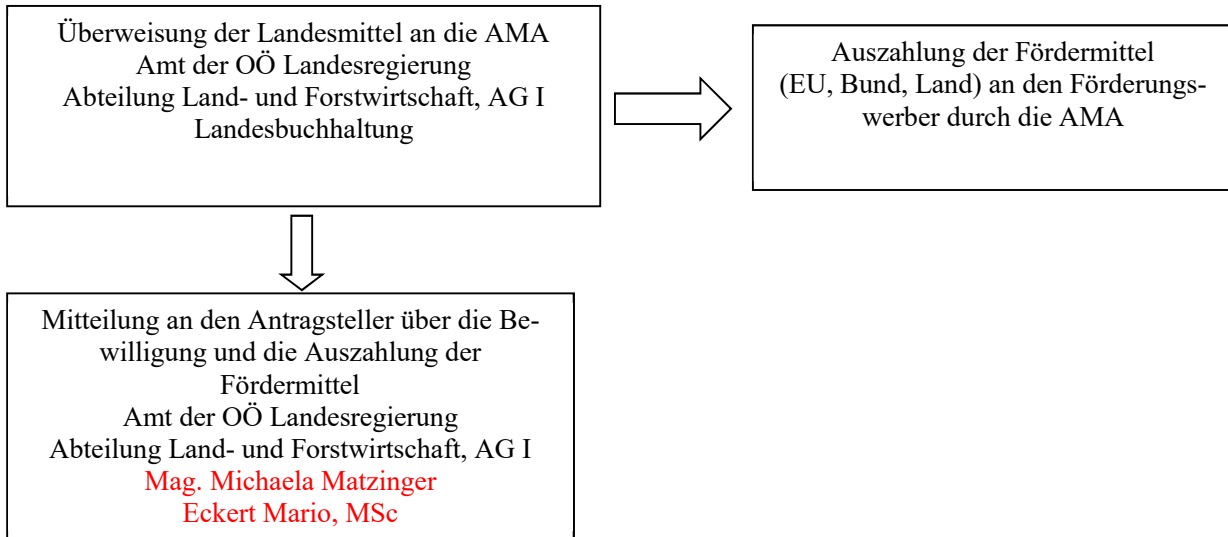 Überweisung der Landesmittel an die AMA
Amt der OÖ Landesregierung
Abteilung Land- und Forstwirtschaft, AG I
Landesbuchhaltung
Auszahlung der Fördermittel
(EU, Bund, Land) an den Förderungs-
werber durch die AMA
Mitteilung an den Antragsteller über die Be-
willigung und die Auszahlung der
Fördermittel
Amt der OÖ Landesregierung
Abteilung Land- und Forstwirtschaft, AG I
Mag. Michaela Matzinger
Eckert Mario, MSc